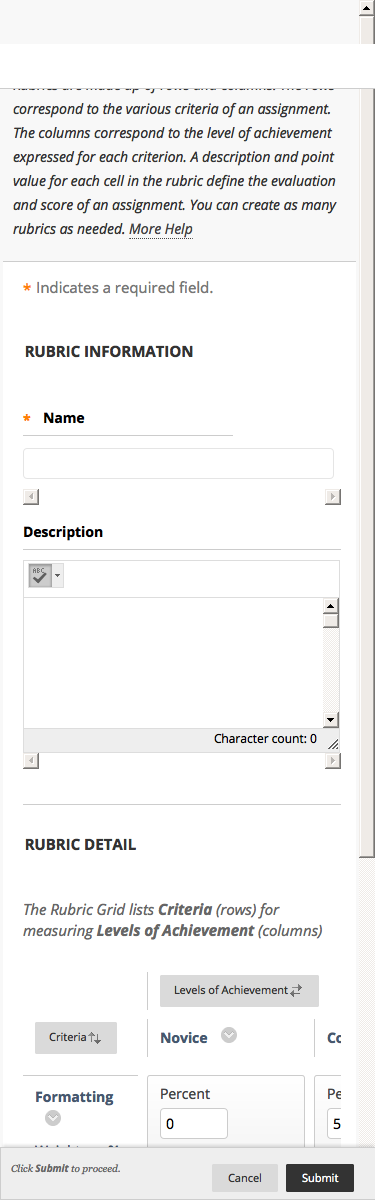 correspond to the various criteria of an assignment.
The columns correspond to the level of achievement
expressed for each criterion. A description and point
value for each cell in the rubric define the evaluation
and score of an assignment. You can create as many
rubrics as needed. More Help
* Indicates a required field.
RUBRIC INFORMATION
* Name
Description
ABC
Character count: 0
RUBRIC DETAIL
The Rubric Grid lists Criteria (rows) for
measuring Levels of Achievement (columns)
Levels of Achievement
Criteria
Novice Co
Formatting
Percent Pe
0 5
Click Submit to proceed.
Cancel Submit